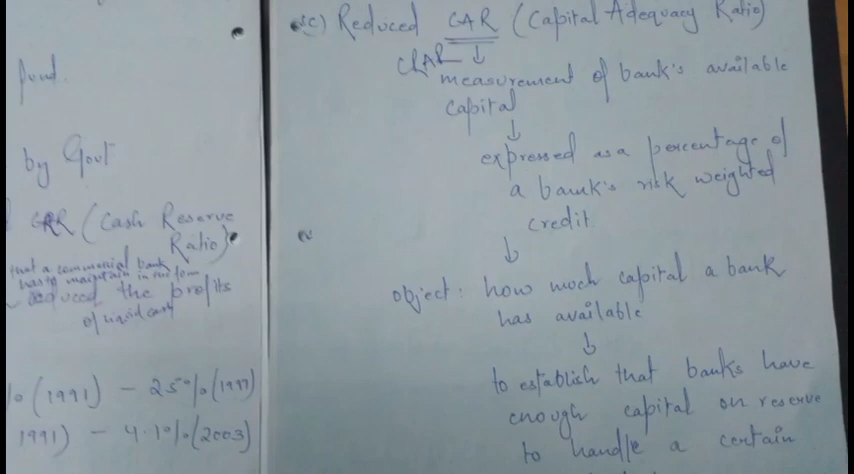 fund.
by Govt
CRR (Cash Reserve
Ratio)
that a commercial bank
has to maintain in the form
reduced the profits
of liquid cash
% (1991) – 25% (1997)
1991) – 4.1% (2003)
c) Reduced CAR (Capital Adequacy Ratio)
CRAR ↓
measurement of bank's available
capital
↓
expressed as a percentage of
a bank's risk weighted
credit.
↓
object: how much capital a bank
has available
↓
to establish that banks have
enough capital on reserve
to handle a certain